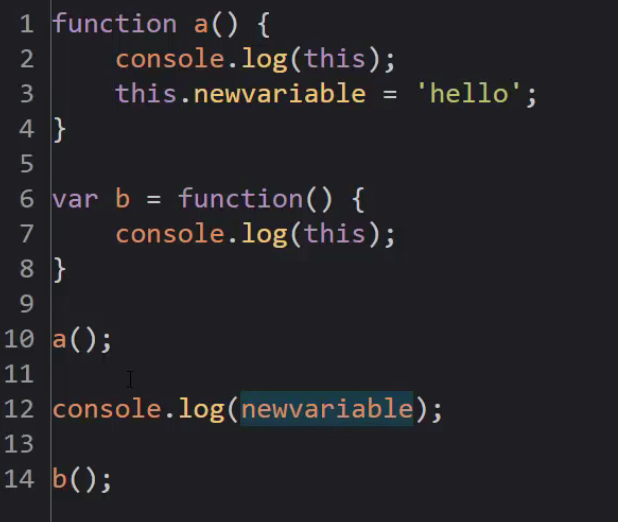 1 function a() {
2     console.log(this);
3     this.newvariable = 'hello';
4 }
5
6 var b = function() {
7     console.log(this);
8 }
9
10 a();
11
12 console.log(newvariable);
13
14 b();